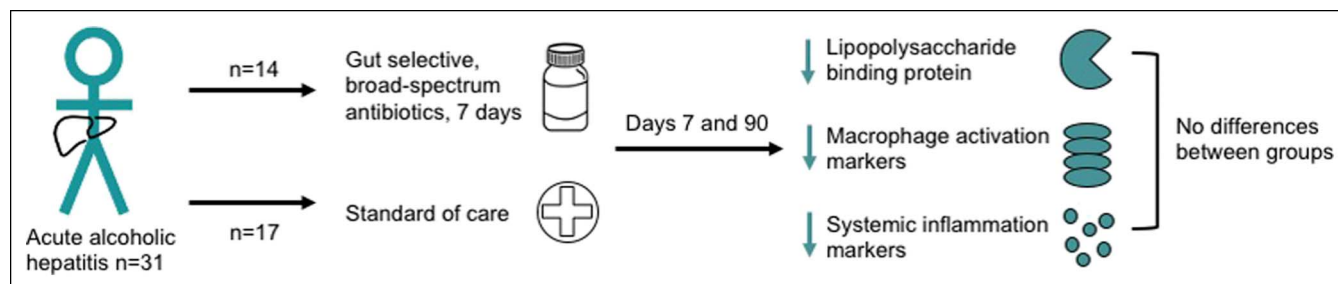 Acute alcoholic
hepatitis n=31
n=14
n=17
Gut selective,
broad-spectrum
antibiotics, 7 days
Standard of care
Days 7 and 90
Lipopolysaccharide
binding protein
Macrophage activation
markers
Systemic inflammation
markers
No differences
between groups